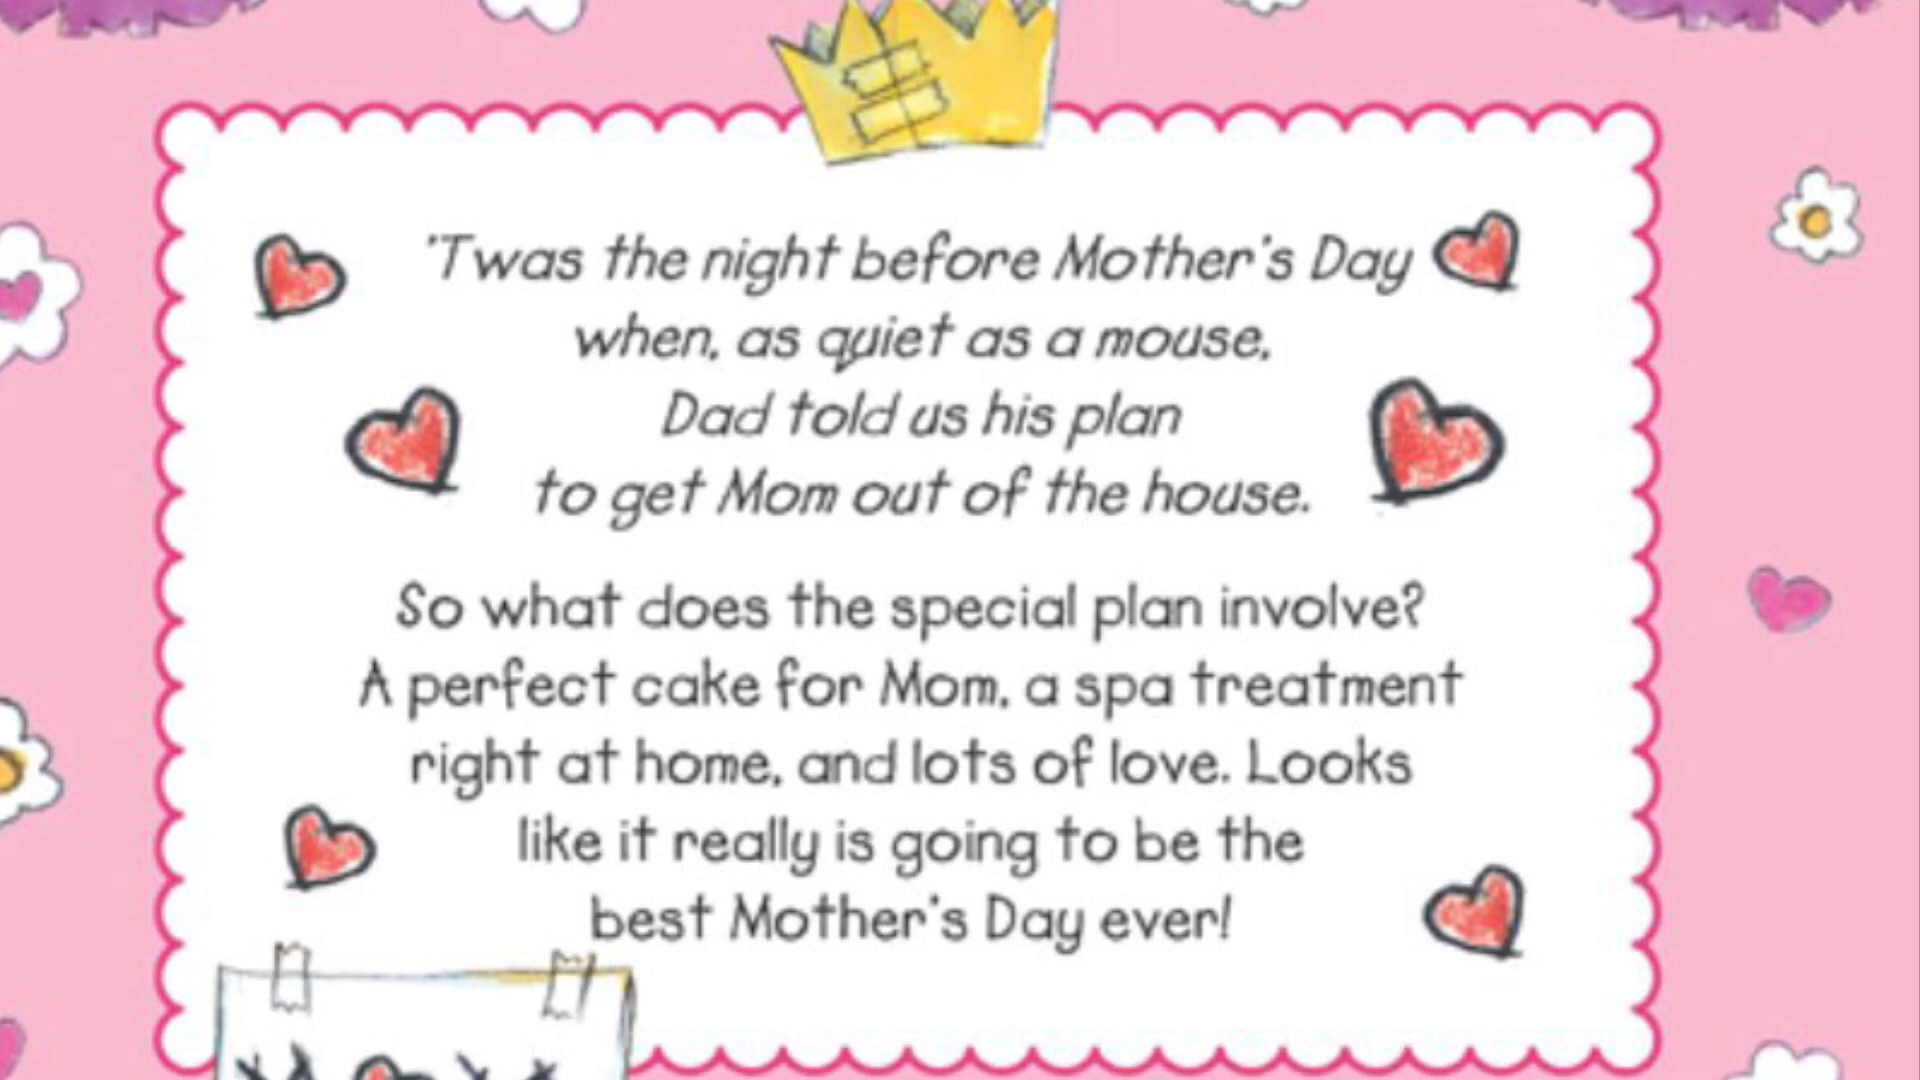 'Twas the night before Mother's Day
when, as quiet as a mouse,
Dad told us his plan
to get Mom out of the house.
So what does the special plan involve?
A perfect cake for Mom, a spa treatment
right at home, and lots of love. Looks
like it really is going to be the
best Mother's Day ever!